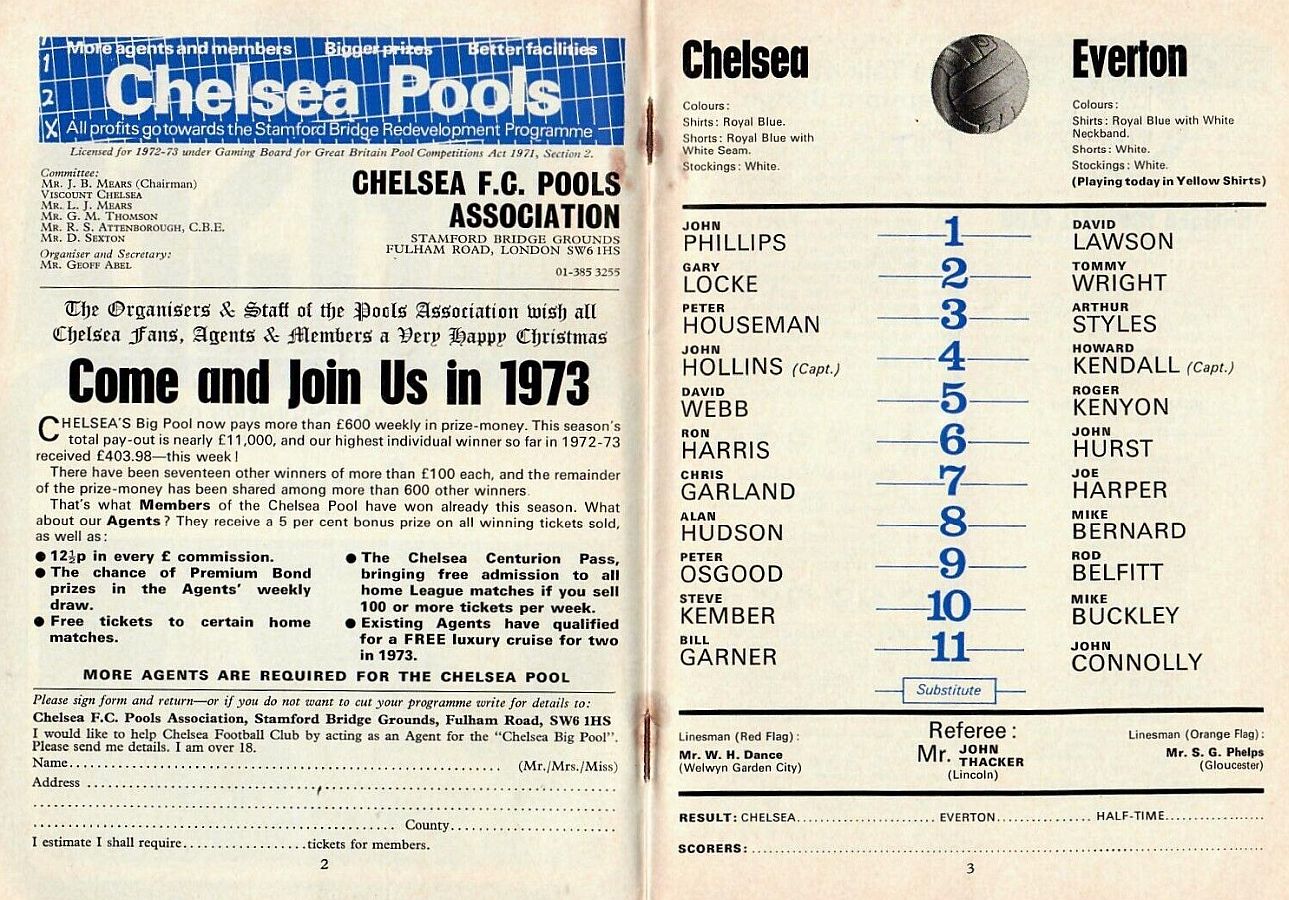 More agents and members Bigger prizes Better facilities
1
2
X
Chelsea Pools
All profits go towards the Stamford Bridge Redevelopment Programme
Licensed for 1972-73 under Gaming Board for Great Britain Pool Competitions Act 1971, Section 2.
Committee:
MR. J. B. MEARS (Chairman)
VISCOUNT CHELSEA
MR. L. J. MEARS
MR. G. M. THOMSON
MR. R. S. ATTENBOROUGH, C.B.E.
MR. D. SEXTON
Organiser and Secretary:
MR. GEOFF ABEL
CHELSEA F.C. POOLS
ASSOCIATION
STAMFORD BRIDGE GROUNDS
FULHAM ROAD, LONDON SW6 1HS
01-385 3255
The Organisers & Staff of the Pools Association wish all
Chelsea Fans, Agents & Members a Very Happy Christmas
Come and Join Us in 1973
CHELSEA'S Big Pool now pays more than £600 weekly in prize-money. This season's
total pay-out is nearly £11,000, and our highest individual winner so far in 1972-73
received £403.98—this week!
There have been seventeen other winners of more than £100 each, and the remainder
of the prize-money has been shared among more than 600 other winners.
That's what Members of the Chelsea Pool have won already this season. What
about our Agents? They receive a 5 per cent bonus prize on all winning tickets sold,
as well as:
● 12½p in every £ commission.
● The chance of Premium Bond
prizes in the Agents' weekly
draw.
● Free tickets to certain home
matches.
● The Chelsea Centurion Pass,
bringing free admission to all
home League matches if you sell
100 or more tickets per week.
● Existing Agents have qualified
for a FREE luxury cruise for two
in 1973.
MORE AGENTS ARE REQUIRED FOR THE CHELSEA POOL
Please sign form and return—or if you do not want to cut your programme write for details to:
Chelsea F.C. Pools Association, Stamford Bridge Grounds, Fulham Road, SW6 1HS
I would like to help Chelsea Football Club by acting as an Agent for the "Chelsea Big Pool".
Please send me details. I am over 18.
Name.................................................. (Mr./Mrs./Miss)
Address ..................................................
.................................................. County....................
I estimate I shall require..................tickets for members.
2
Chelsea
Colours:
Shirts: Royal Blue.
Shorts: Royal Blue with
White Seam.
Stockings: White.
Everton
Colours:
Shirts: Royal Blue with White
Neckband.
Shorts: White.
Stockings: White.
(Playing today in Yellow Shirts)
JOHN PHILLIPS 1 DAVID LAWSON
GARY LOCKE 2 TOMMY WRIGHT
PETER HOUSEMAN 3 ARTHUR STYLES
JOHN HOLLINS (Capt.) 4 HOWARD KENDALL (Capt.)
DAVID WEBB 5 ROGER KENYON
RON HARRIS 6 JOHN HURST
CHRIS GARLAND 7 JOE HARPER
ALAN HUDSON 8 MIKE BERNARD
PETER OSGOOD 9 ROD BELFITT
STEVE KEMBER 10 MIKE BUCKLEY
BILL GARNER 11 JOHN CONNOLLY
Substitute
Linesman (Red Flag):
Mr. W. H. Dance
(Welwyn Garden City)
Referee:
Mr. JOHN THACKER
(Lincoln)
Linesman (Orange Flag):
Mr. S. G. Phelps
(Gloucester)
RESULT: CHELSEA.................... EVERTON.............. HALF-TIME..............
SCORERS: ..................................................
3